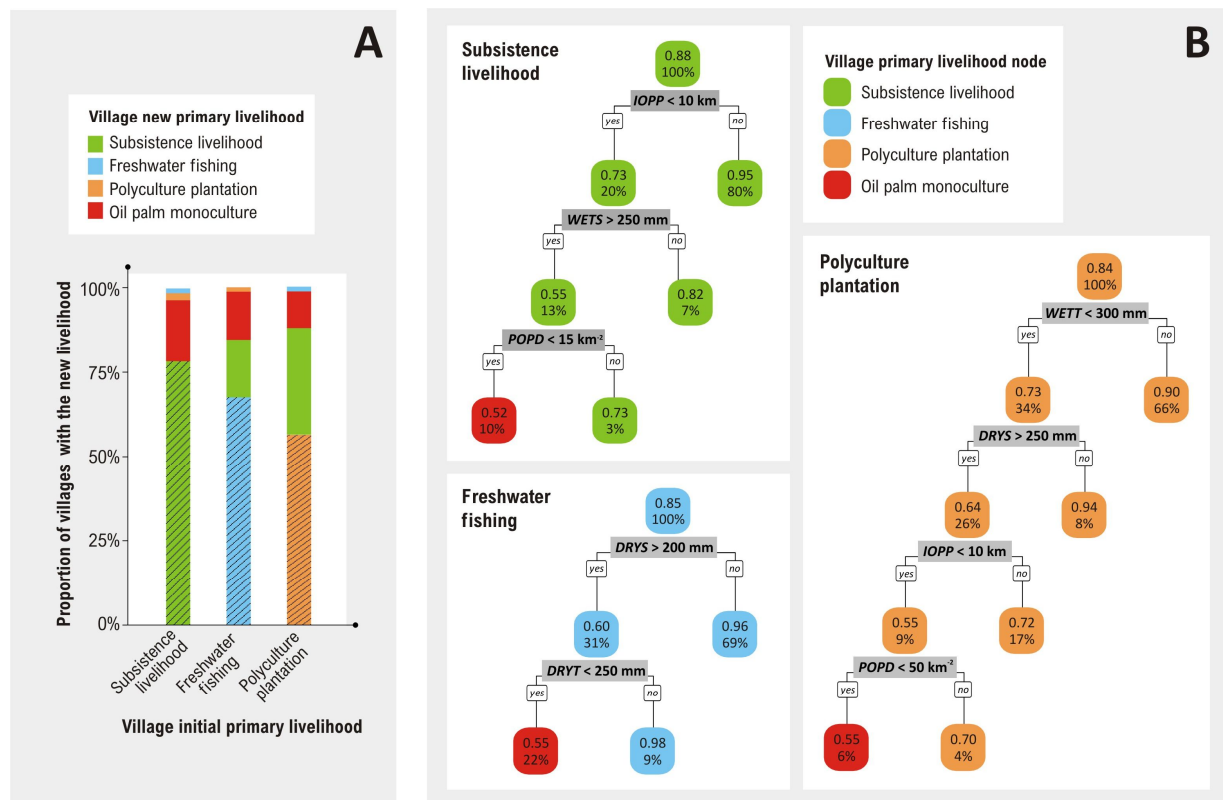 A
Village new primary livelihood
Subsistence livelihood
Freshwater fishing
Polyculture plantation
Oil palm monoculture
Proportion of villages with the new livelihood
100%
75%
50%
25%
0%
Subsistence
livelihood
Freshwater
fishing
Polyculture
plantation
Village initial primary livelihood
B
Subsistence
livelihood
0.88
100%
IOPP < 10 km
yes
no
0.73
20%
0.95
80%
WETS > 250 mm
yes
no
0.55
13%
0.82
7%
POPD < 15 km⁻²
yes
no
0.52
10%
0.73
3%
Village primary livelihood node
Subsistence livelihood
Freshwater fishing
Polyculture plantation
Oil palm monoculture
Freshwater
fishing
0.85
100%
DRYS > 200 mm
yes
no
0.60
31%
0.96
69%
DRYT < 250 mm
yes
no
0.55
22%
0.98
9%
Polyculture
plantation
0.84
100%
WETT < 300 mm
yes
no
0.73
34%
0.90
66%
DRYS > 250 mm
yes
no
0.64
26%
0.94
8%
IOPP < 10 km
yes
no
0.55
9%
0.72
17%
POPD < 50 km⁻²
yes
no
0.55
6%
0.70
4%